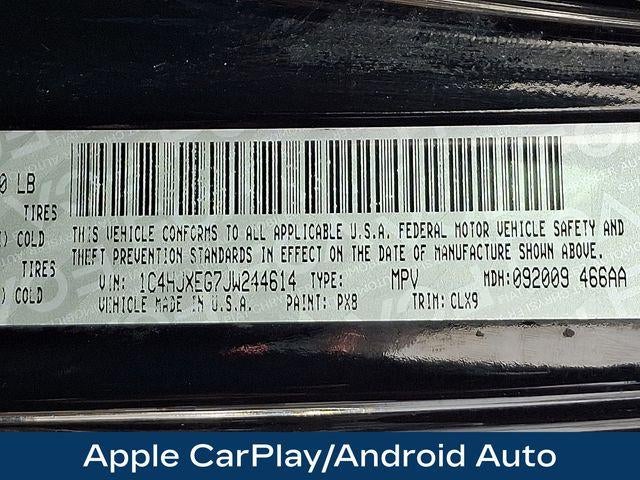 0 LB
TIRES
) COLD
TIRES
) COLD
THIS VEHICLE CONFORMS TO ALL APPLICABLE U.S.A. FEDERAL MOTOR VEHICLE SAFETY AND
THEFT PREVENTION STANDARDS IN EFFECT ON THE DATE OF MANUFACTURE SHOWN ABOVE.
VIN: 1C4HJXEG7JW244614 TYPE: MPV MDH:092009 466AA
VEHICLE MADE IN U.S.A. PAINT: PX8 TRIM: CLX9
Apple CarPlay/Android Auto